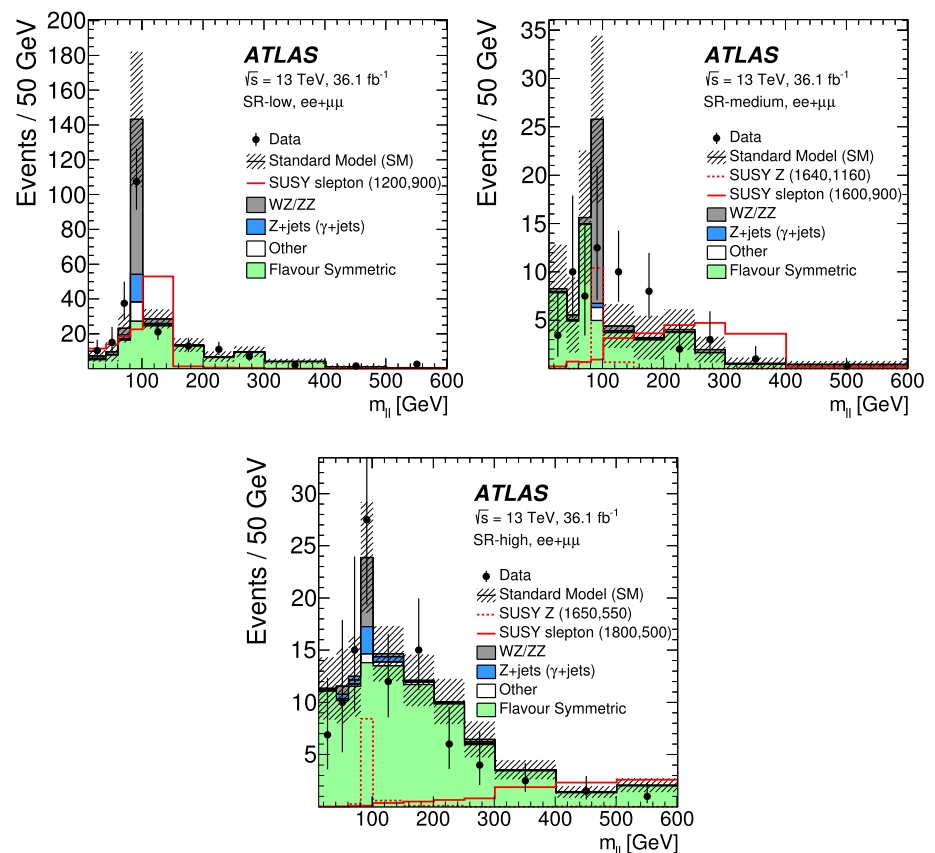 Events / 50 GeV
200
180
160
140
120
100
80
60
40
20
ATLAS
√s = 13 TeV, 36.1 fb⁻¹
SR-low, ee+μμ
Data
Standard Model (SM)
SUSY slepton (1200,900)
WZ/ZZ
Z+jets (γ+jets)
Other
Flavour Symmetric
100 200 300 400 500 600
m_ll [GeV]
Events / 50 GeV
35
30
25
20
15
10
5
ATLAS
√s = 13 TeV, 36.1 fb⁻¹
SR-medium, ee+μμ
Data
Standard Model (SM)
SUSY Z (1640,1160)
SUSY slepton (1600,900)
WZ/ZZ
Z+jets (γ+jets)
Other
Flavour Symmetric
100 200 300 400 500 600
m_ll [GeV]
Events / 50 GeV
30
25
20
15
10
5
ATLAS
√s = 13 TeV, 36.1 fb⁻¹
SR-high, ee+μμ
Data
Standard Model (SM)
SUSY Z (1650,550)
SUSY slepton (1800,500)
WZ/ZZ
Z+jets (γ+jets)
Other
Flavour Symmetric
100 200 300 400 500 600
m_ll [GeV]